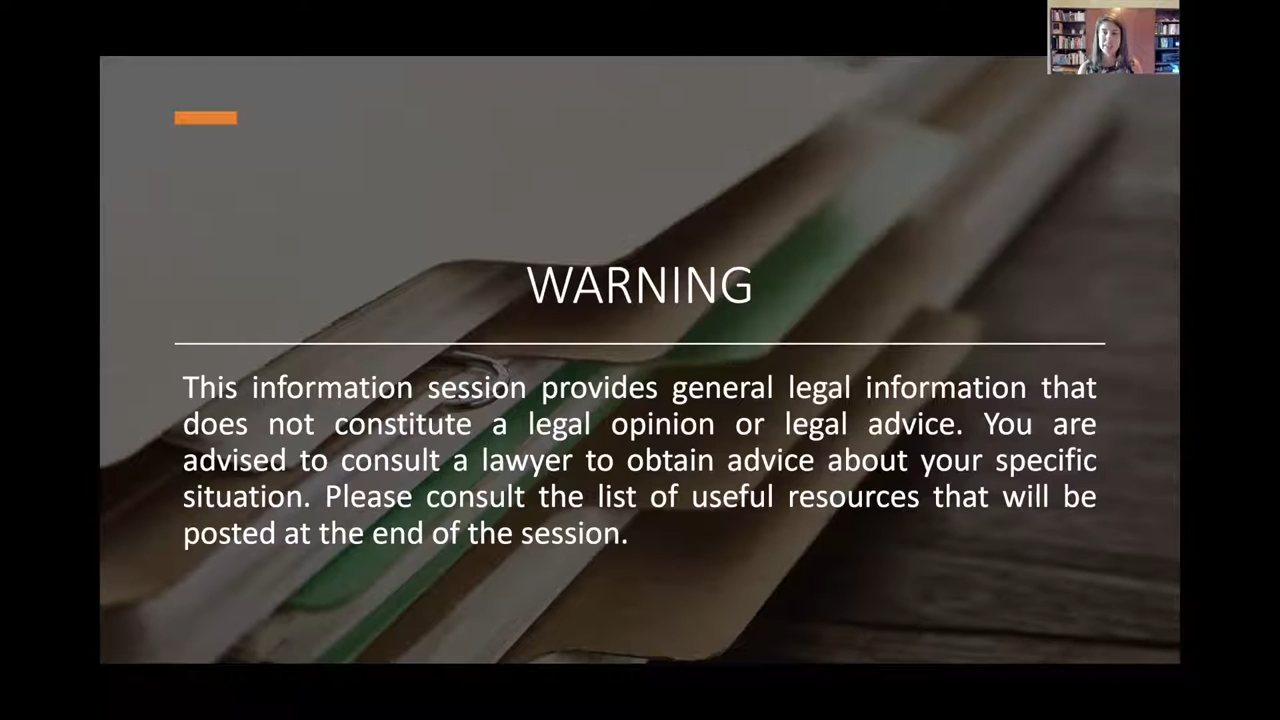 WARNING
This information session provides general legal information that
does not constitute a legal opinion or legal advice. You are
advised to consult a lawyer to obtain advice about your specific
situation. Please consult the list of useful resources that will be
posted at the end of the session.